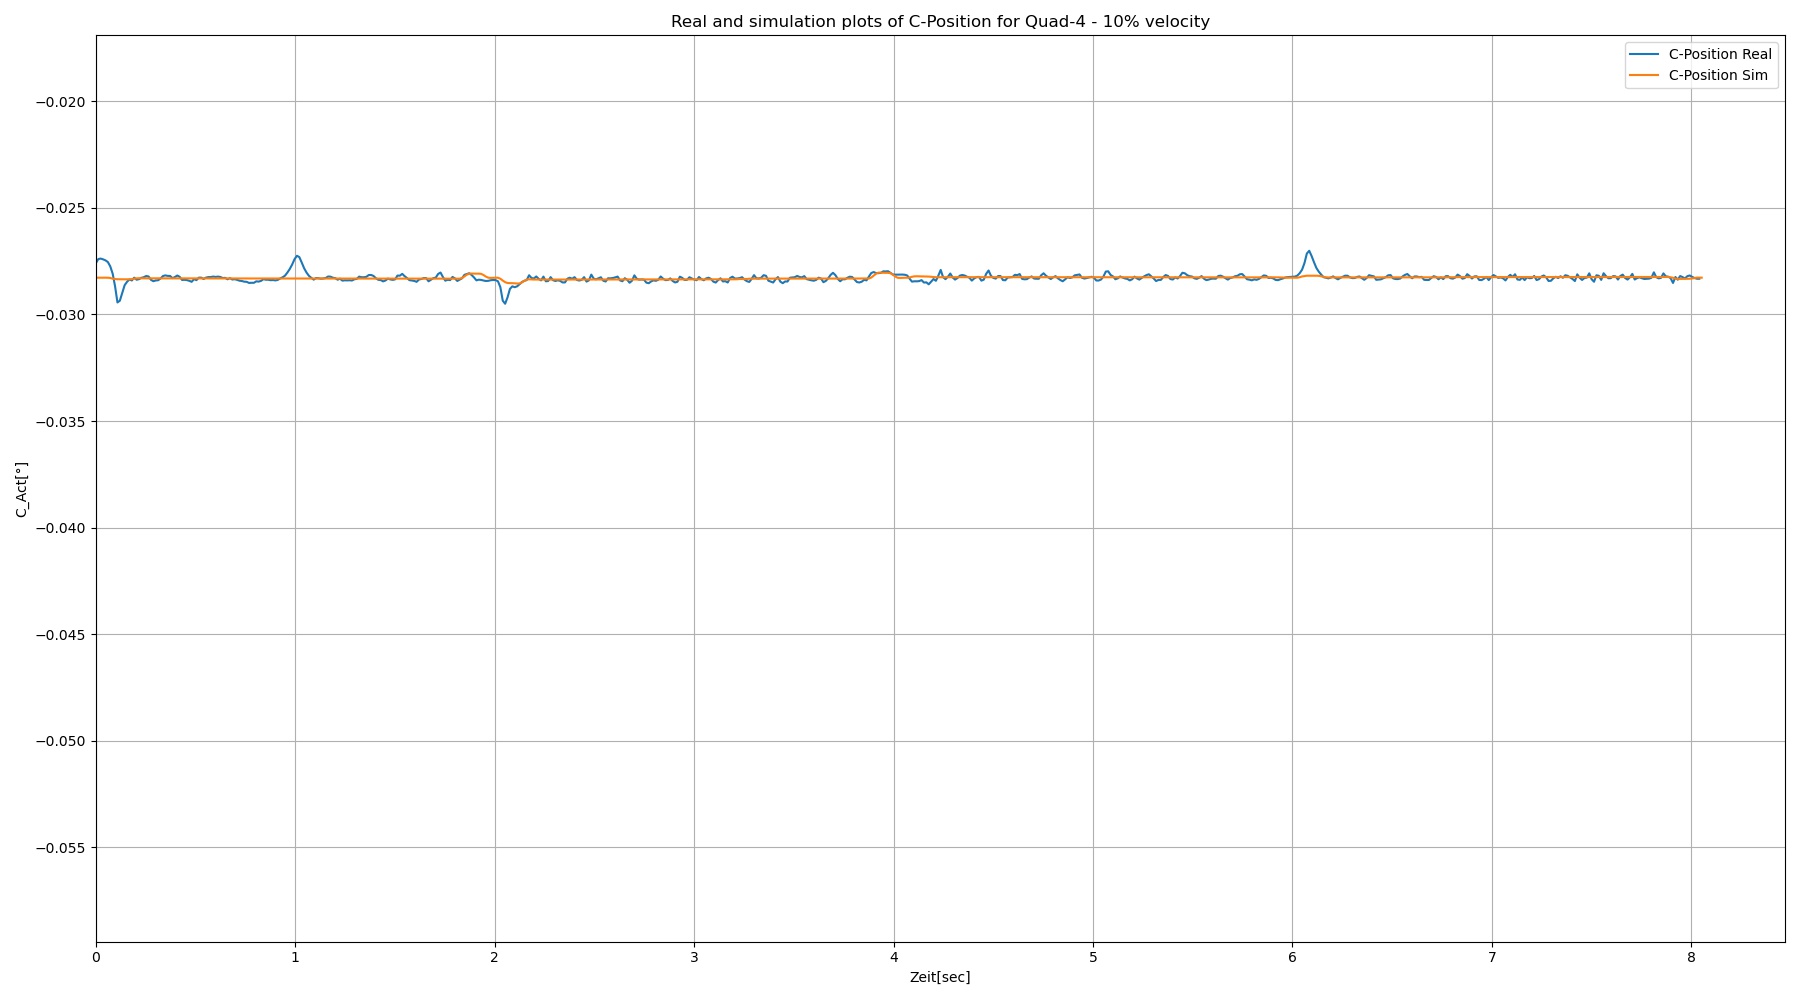 Real and simulation plots of C-Position for Quad-4 - 10% velocity
C-Position Real
C-Position Sim
−0.020
−0.025
−0.030
−0.035
−0.040
−0.045
−0.050
−0.055
C_Act[°]
0 1 2 3 4 5 6 7 8
Zeit[sec]